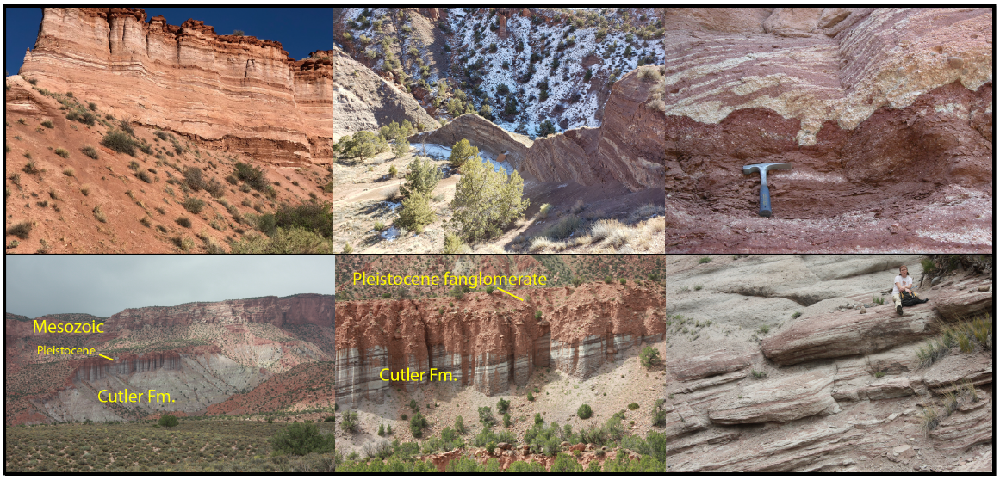 Mesozoic
Pleistocene
Cutler Fm.
Pleistocene fanglomerate
Cutler Fm.